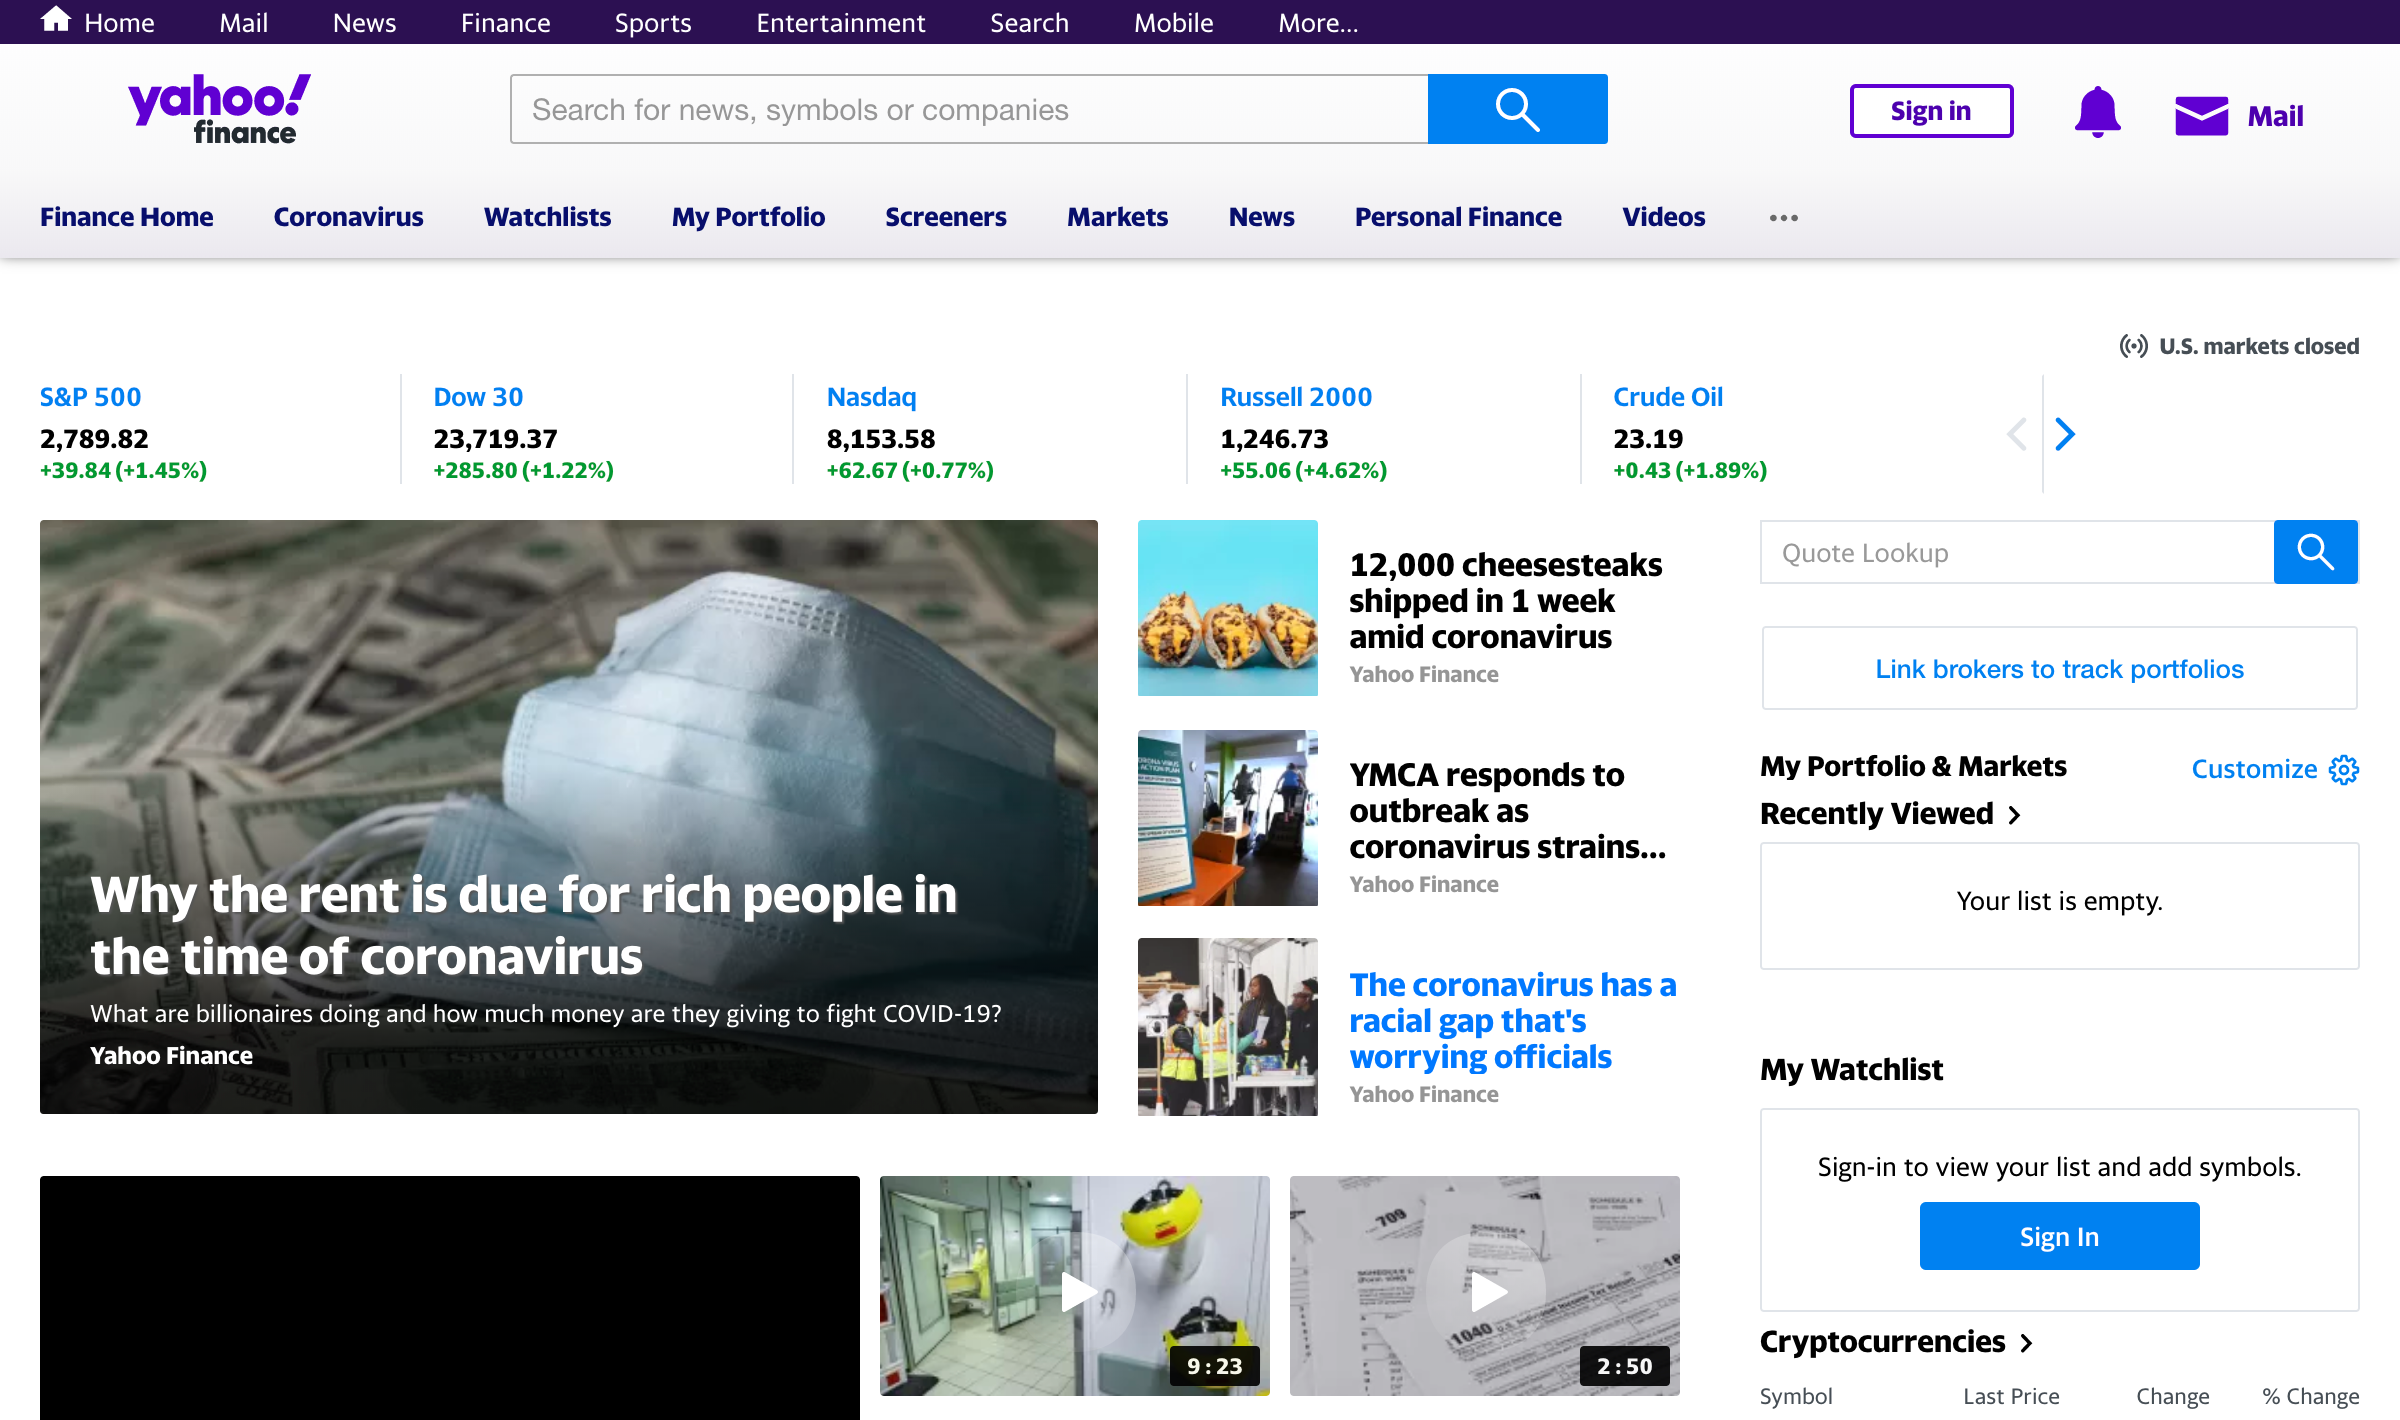 Home Mail News Finance Sports Entertainment Search Mobile More...
yahoo!
finance
Search for news, symbols or companies
Sign in
Mail
Finance Home Coronavirus Watchlists My Portfolio Screeners Markets News Personal Finance Videos
U.S. markets closed
S&P 500
2,789.82
+39.84 (+1.45%)
Dow 30
23,719.37
+285.80 (+1.22%)
Nasdaq
8,153.58
+62.67 (+0.77%)
Russell 2000
1,246.73
+55.06 (+4.62%)
Crude Oil
23.19
+0.43 (+1.89%)
Why the rent is due for rich people in
the time of coronavirus
What are billionaires doing and how much money are they giving to fight COVID-19?
Yahoo Finance
12,000 cheesesteaks
shipped in 1 week
amid coronavirus
Yahoo Finance
YMCA responds to
outbreak as
coronavirus strains...
Yahoo Finance
The coronavirus has a
racial gap that's
worrying officials
Yahoo Finance
Quote Lookup
Link brokers to track portfolios
My Portfolio & Markets
Customize
Recently Viewed
Your list is empty.
My Watchlist
Sign-in to view your list and add symbols.
Sign In
Cryptocurrencies
Symbol Last Price Change % Change
9:23
709
1040
2:50